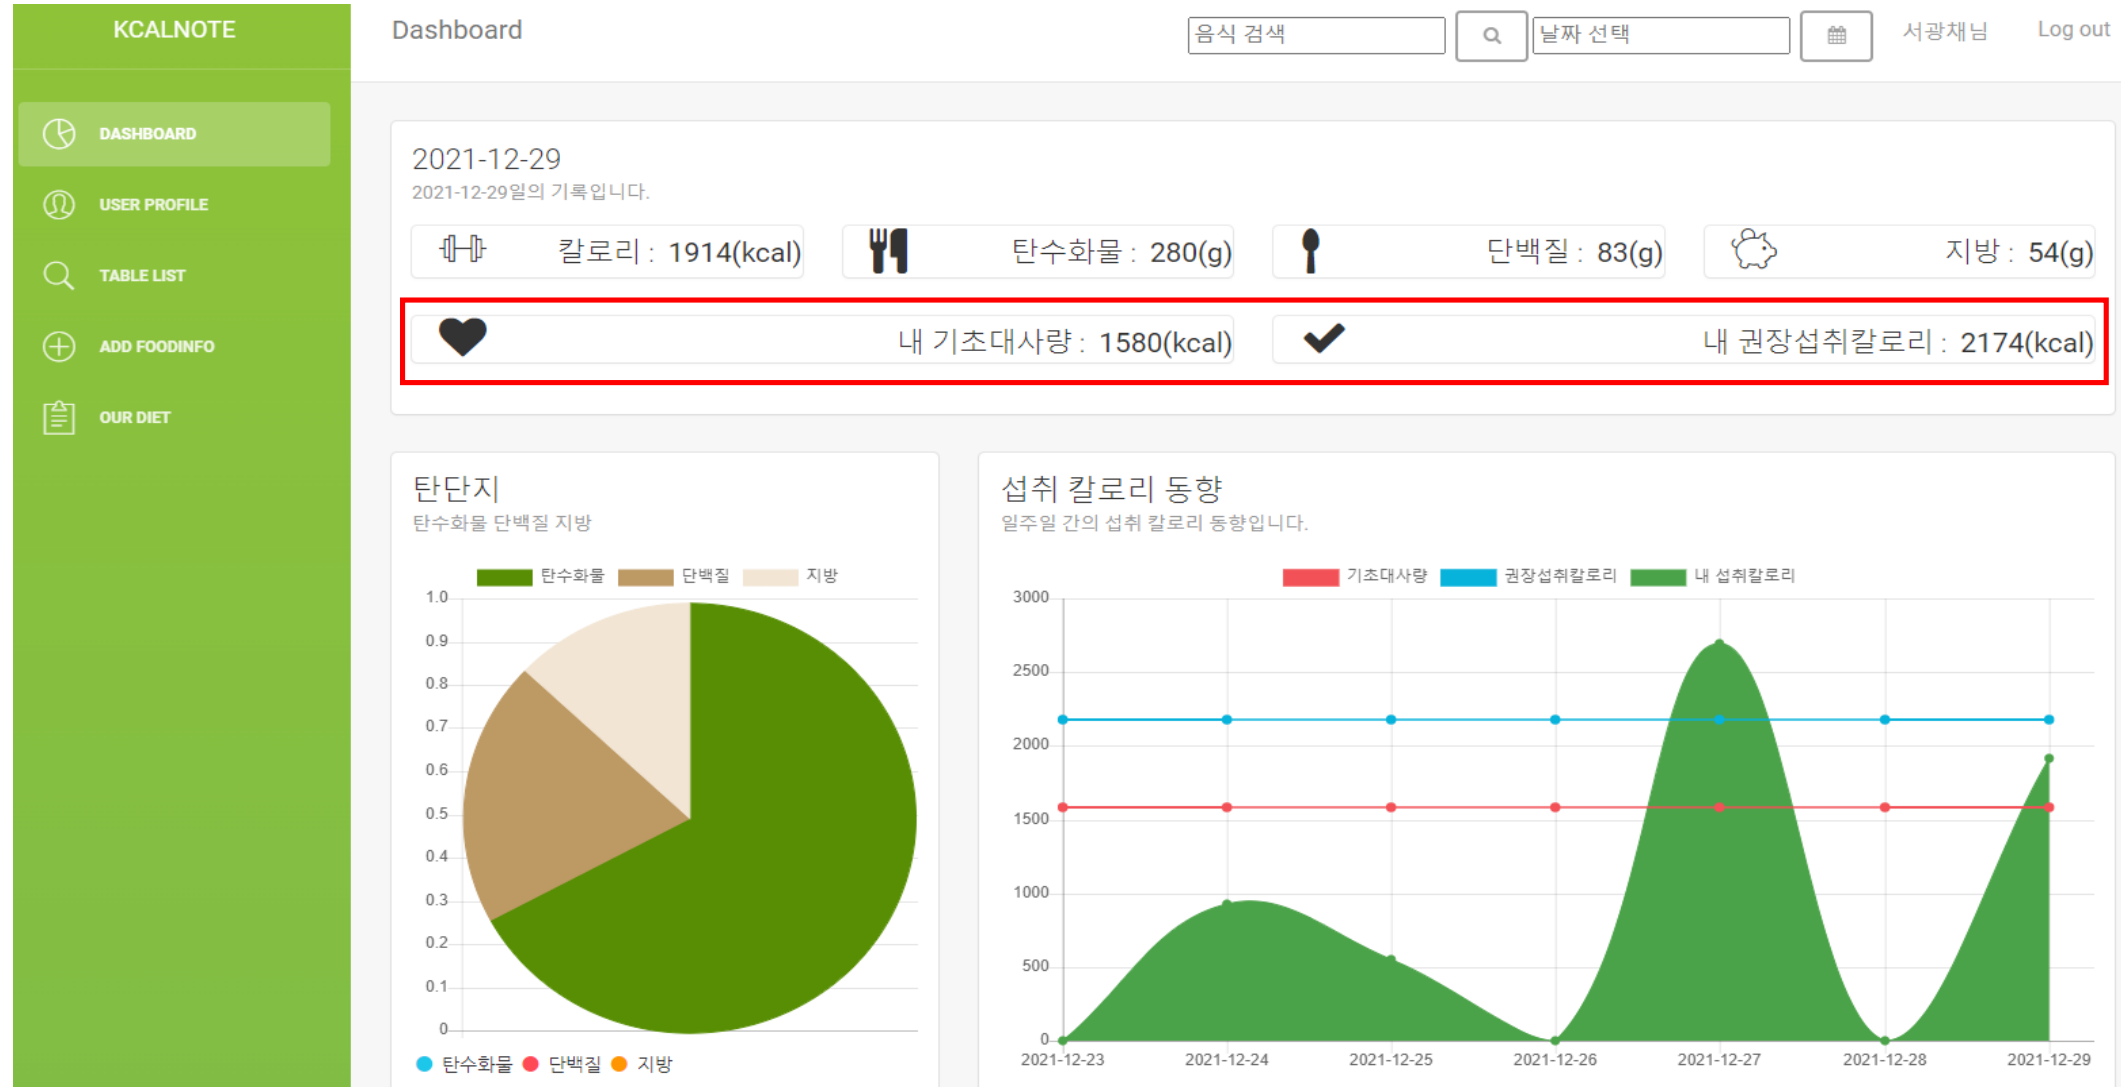 KCALNOTE
Dashboard
음식 검색
날짜 선택
서광채님
Log out
DASHBOARD
USER PROFILE
TABLE LIST
ADD FOODINFO
OUR DIET
2021-12-29
2021-12-29일의 기록입니다.
칼로리 : 1914(kcal)
탄수화물 : 280(g)
단백질 : 83(g)
지방 : 54(g)
내 기초대사량 : 1580(kcal)
내 권장섭취칼로리 : 2174(kcal)
탄단지
탄수화물 단백질 지방
탄수화물 단백질 지방
1.0
0.9
0.8
0.7
0.6
0.5
0.4
0.3
0.2
0.1
0
탄수화물 단백질 지방
섭취 칼로리 동향
일주일 간의 섭취 칼로리 동향입니다.
기초대사량 권장섭취칼로리 내 섭취칼로리
3000
2500
2000
1500
1000
500
0
2021-12-23 2021-12-24 2021-12-25 2021-12-26 2021-12-27 2021-12-28 2021-12-29